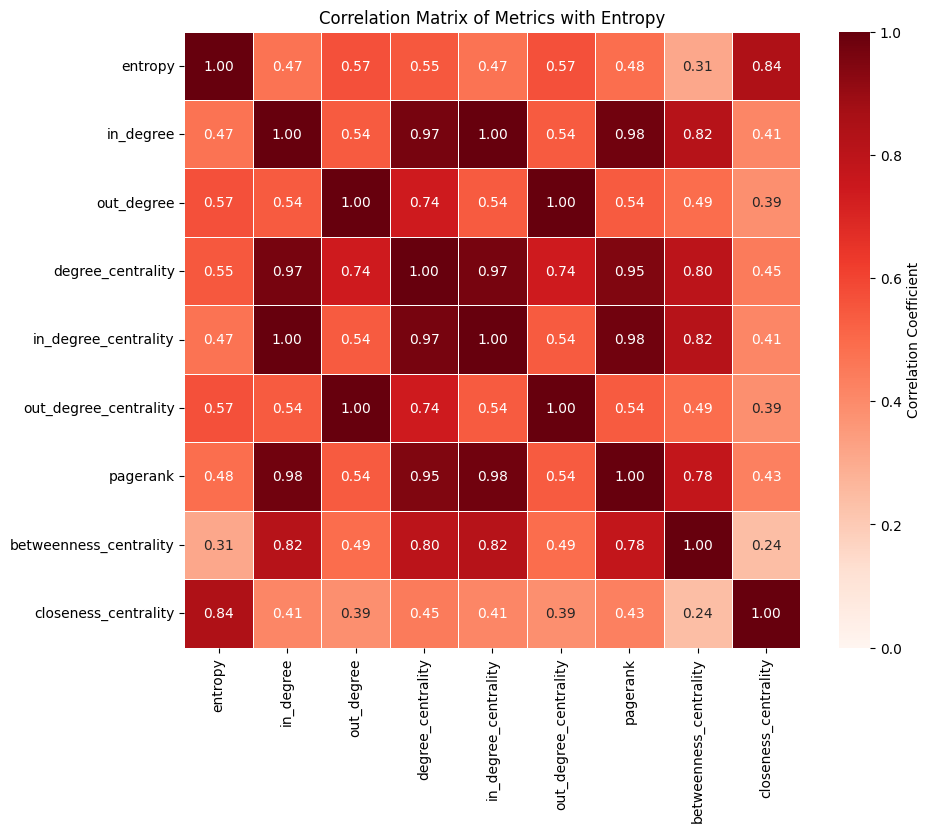 Correlation Matrix of Metrics with Entropy
entropy 1.00 0.47 0.57 0.55 0.47 0.57 0.48 0.31 0.84
in_degree 0.47 1.00 0.54 0.97 1.00 0.54 0.98 0.82 0.41
out_degree 0.57 0.54 1.00 0.74 0.54 1.00 0.54 0.49 0.39
degree_centrality 0.55 0.97 0.74 1.00 0.97 0.74 0.95 0.80 0.45
in_degree_centrality 0.47 1.00 0.54 0.97 1.00 0.54 0.98 0.82 0.41
out_degree_centrality 0.57 0.54 1.00 0.74 0.54 1.00 0.54 0.49 0.39
pagerank 0.48 0.98 0.54 0.95 0.98 0.54 1.00 0.78 0.43
betweenness_centrality 0.31 0.82 0.49 0.80 0.82 0.49 0.78 1.00 0.24
closeness_centrality 0.84 0.41 0.39 0.45 0.41 0.39 0.43 0.24 1.00
entropy
in_degree
out_degree
degree_centrality
in_degree_centrality
out_degree_centrality
pagerank
betweenness_centrality
closeness_centrality
1.0
0.8
0.6
0.4
0.2
0.0
Correlation Coefficient